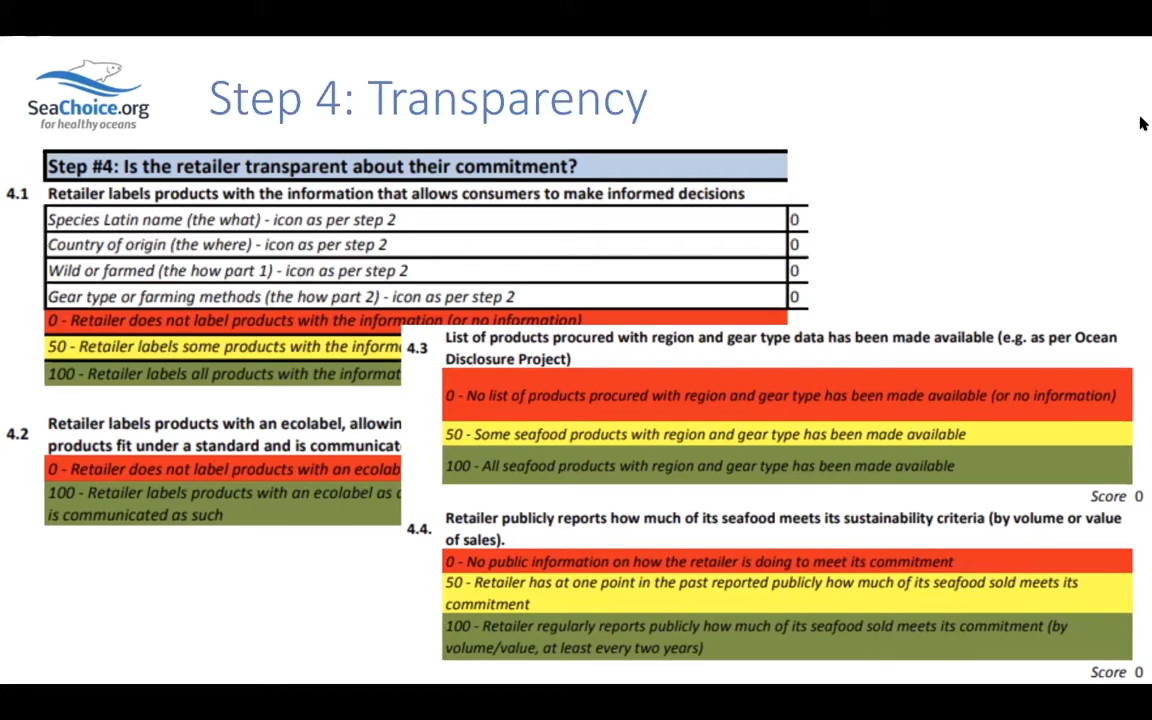 SeaChoice.org
for healthy oceans
Step 4: Transparency
Step #4: Is the retailer transparent about their commitment?
4.1 Retailer labels products with the information that allows consumers to make informed decisions
Species Latin name (the what) - icon as per step 2 0
Country of origin (the where) - icon as per step 2 0
Wild or farmed (the how part 1) - icon as per step 2 0
Gear type or farming methods (the how part 2) - icon as per step 2 0
0 - Retailer does not label products with the information (or no information)
50 - Retailer labels some products with the inform
100 - Retailer labels all products with the informat
4.2 Retailer labels products with an ecolabel, allowin
products fit under a standard and is communicat
0 - Retailer does not label products with an ecolab
100 - Retailer labels products with an ecolabel as
is communicated as such
4.3 List of products procured with region and gear type data has been made available (e.g. as per Ocean
Disclosure Project)
0 - No list of products procured with region and gear type has been made available (or no information)
50 - Some seafood products with region and gear type has been made available
100 - All seafood products with region and gear type has been made available
Score 0
4.4. Retailer publicly reports how much of its seafood meets its sustainability criteria (by volume or value
of sales).
0 - No public information on how the retailer is doing to meet its commitment
50 - Retailer has at one point in the past reported publicly how much of its seafood sold meets its
commitment
100 - Retailer regularly reports publicly how much of its seafood sold meets its commitment (by
volume/value, at least every two years)
Score 0